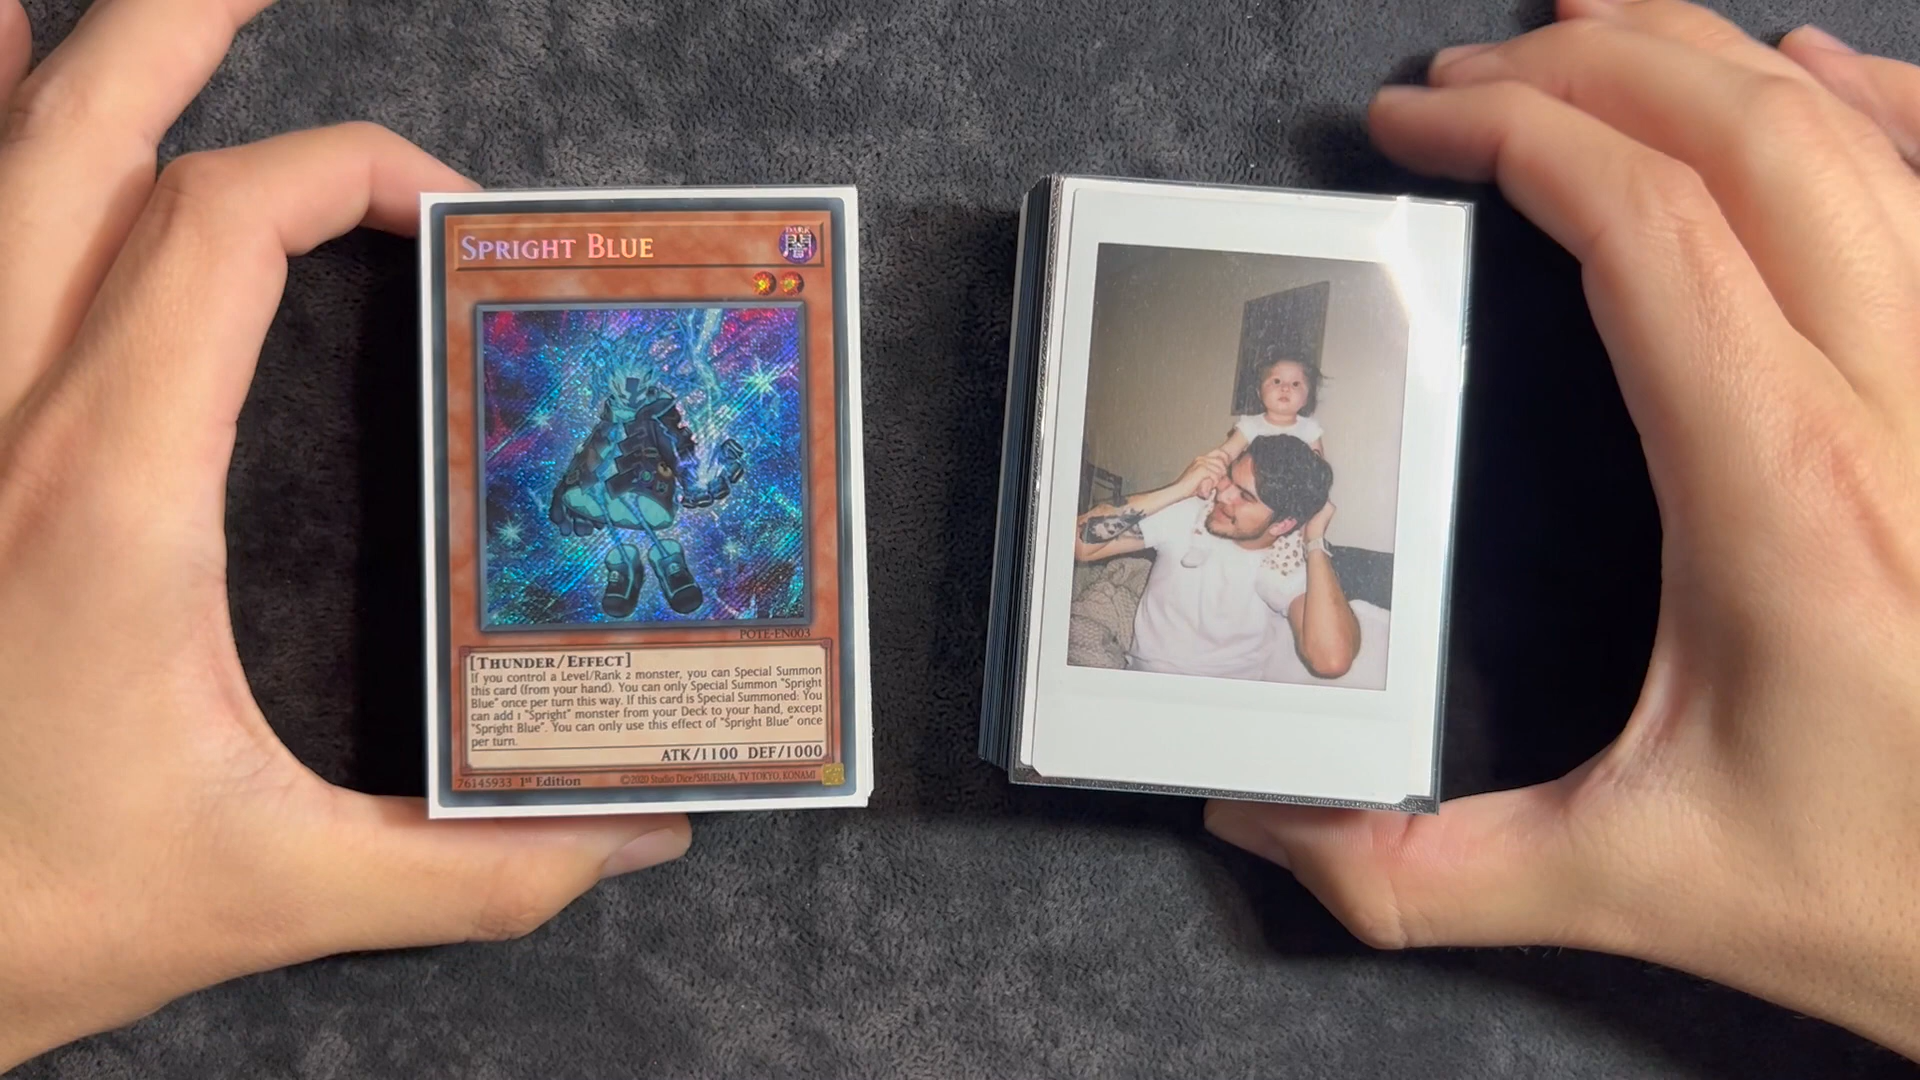 SPRIGHT BLUE
DARK
POTE-EN003
[THUNDER/EFFECT]
If you control a Level/Rank 2 monster, you can Special Summon
this card (from your hand). You can only Special Summon "Spright
Blue" once per turn this way. If this card is Special Summoned: You
can add 1 "Spright" monster from your Deck to your hand, except
"Spright Blue". You can only use this effect of "Spright Blue" once
per turn.
ATK/1100 DEF/1000
76145933 1st Edition ©2020 Studio Dice/SHUEISHA, TV TOKYO, KONAMI